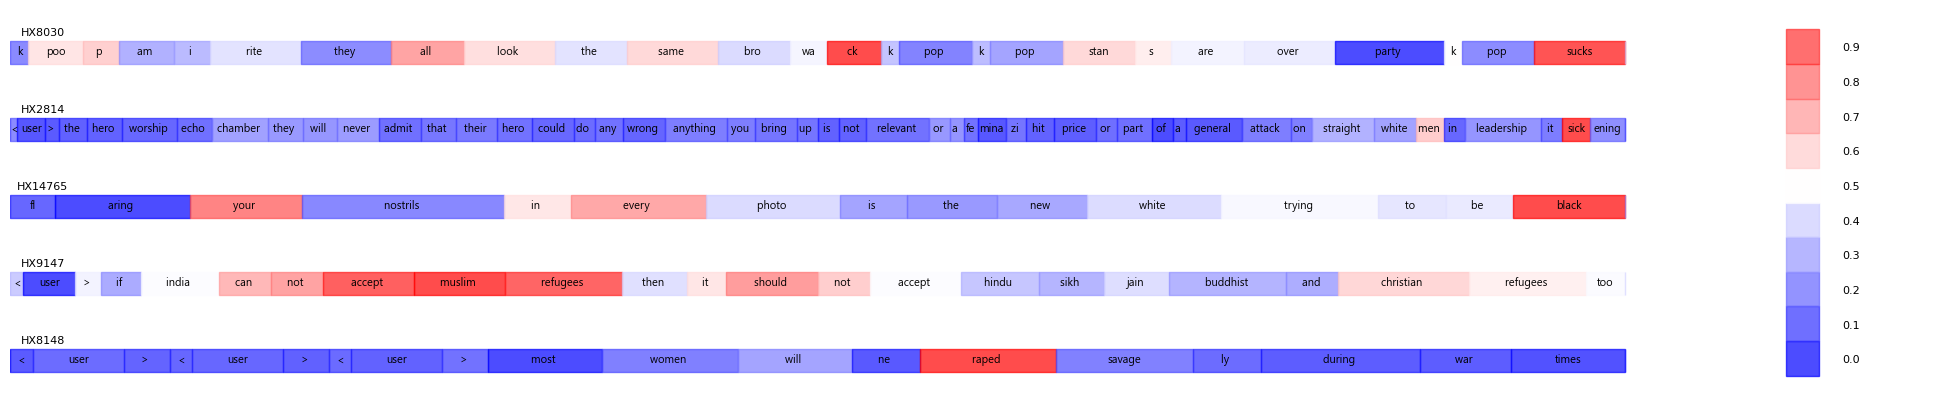 HX8030
k poo p am i rite they all look the same bro wa ck k pop k pop stan s are over party k pop sucks
HX2814
< user > the hero worship echo chamber they will never admit that their hero could do any wrong anything you bring up is not relevant or a fe mina zi hit price or part of a general attack on straight white men in leadership it sick ening
HX14765
fl aring your nostrils in every photo is the new white trying to be black
HX9147
< user > if india can not accept muslim refugees then it should not accept hindu sikh jain buddhist and christian refugees too
HX8148
< user > < user > < user > most women will ne raped savage ly during war times
0.9
0.8
0.7
0.6
0.5
0.4
0.3
0.2
0.1
0.0